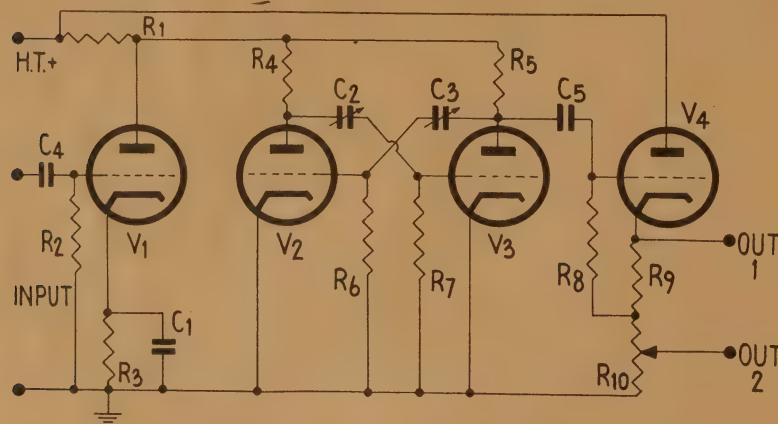 R1
H.T.+
R4
C2
C3
R5
C5
V4
C4
R2
V1
V2
V3
INPUT
R6
R7
R8
R9
OUT
1
C1
R3
R10
OUT
2